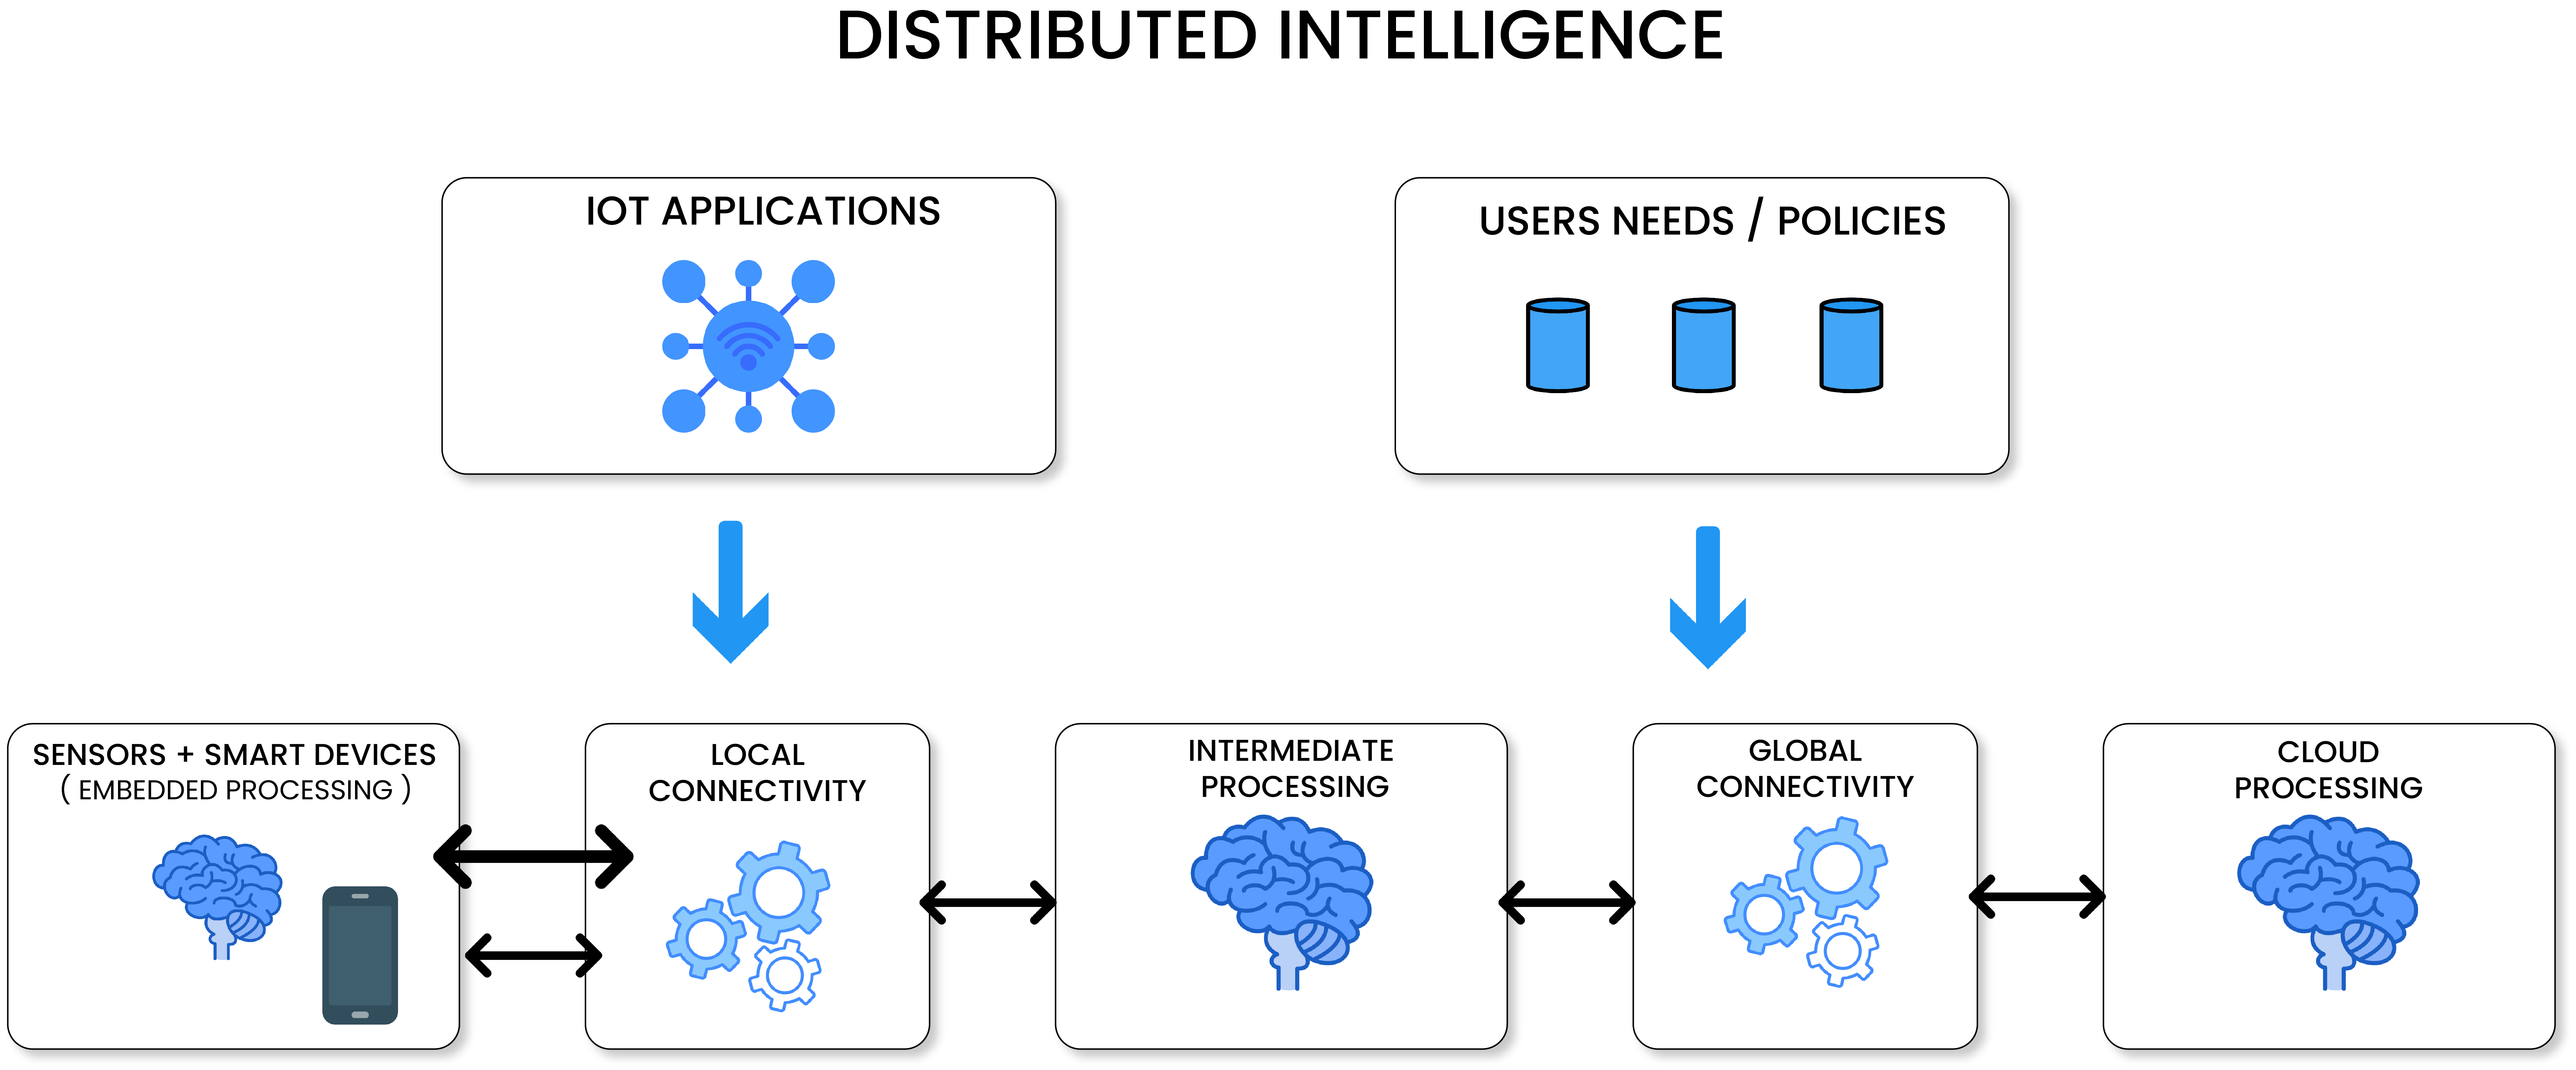 DISTRIBUTED INTELLIGENCE
IOT APPLICATIONS
USERS NEEDS / POLICIES
SENSORS + SMART DEVICES
( EMBEDDED PROCESSING )
LOCAL
CONNECTIVITY
INTERMEDIATE
PROCESSING
GLOBAL
CONNECTIVITY
CLOUD
PROCESSING